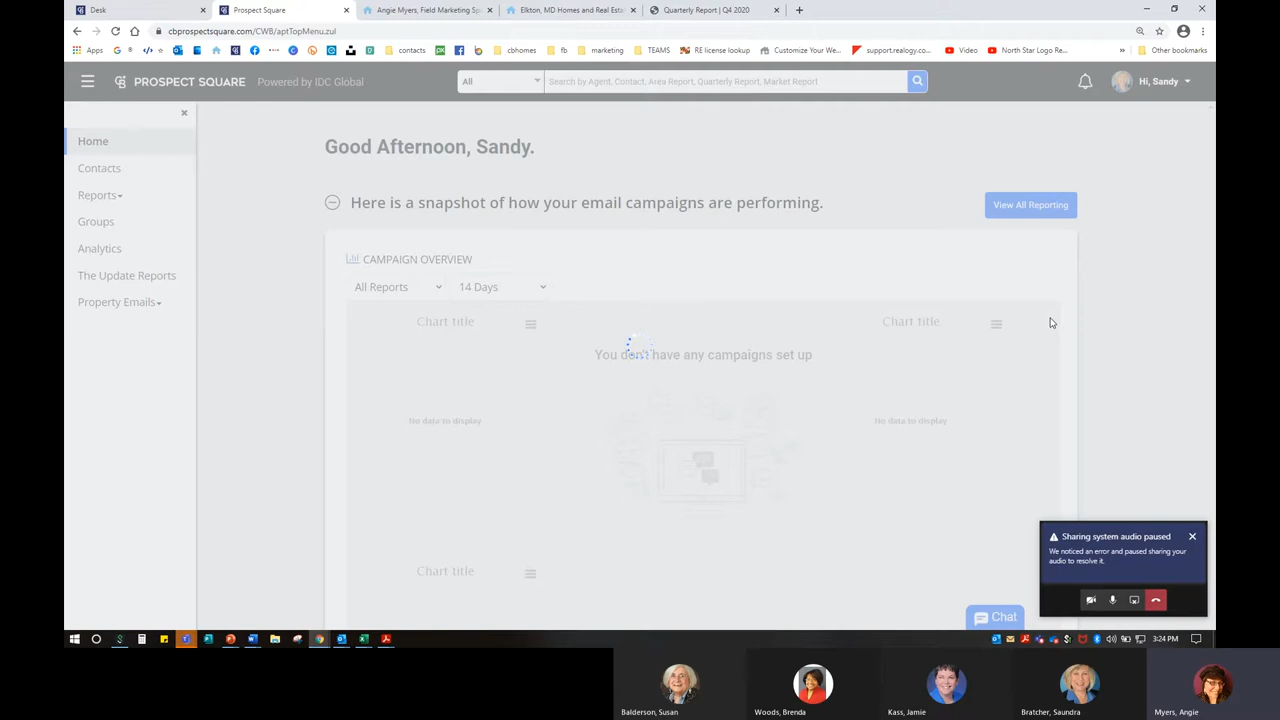 Desk
Prospect Square
Angie Myers, Field Marketing Sp
Elkton, MD Homes and Real Esta
Quarterly Report | Q4 2020
cbprospectsquare.com/CWB/aptTopMenu.zul
Apps
contacts
cbhomes
fb
marketing
TEAMS
RE license lookup
Customize Your We...
support.realogy.co...
Video
North Star Logo Re...
Other bookmarks
PROSPECT SQUARE Powered by IDC Global
All
Search by Agent, Contact, Area Report, Quarterly Report, Market Report
Hi, Sandy
Home
Contacts
Reports
Groups
Analytics
The Update Reports
Property Emails
Good Afternoon, Sandy.
Here is a snapshot of how your email campaigns are performing.
View All Reporting
CAMPAIGN OVERVIEW
All Reports
14 Days
Chart title
Chart title
You don't have any campaigns set up
No data to display
No data to display
Chart title
Sharing system audio paused
We noticed an error and paused sharing your
audio to resolve it.
Chat
3:24 PM
Balderson, Susan
Woods, Brenda
Kass, Jamie
Bratcher, Saundra
Myers, Angie